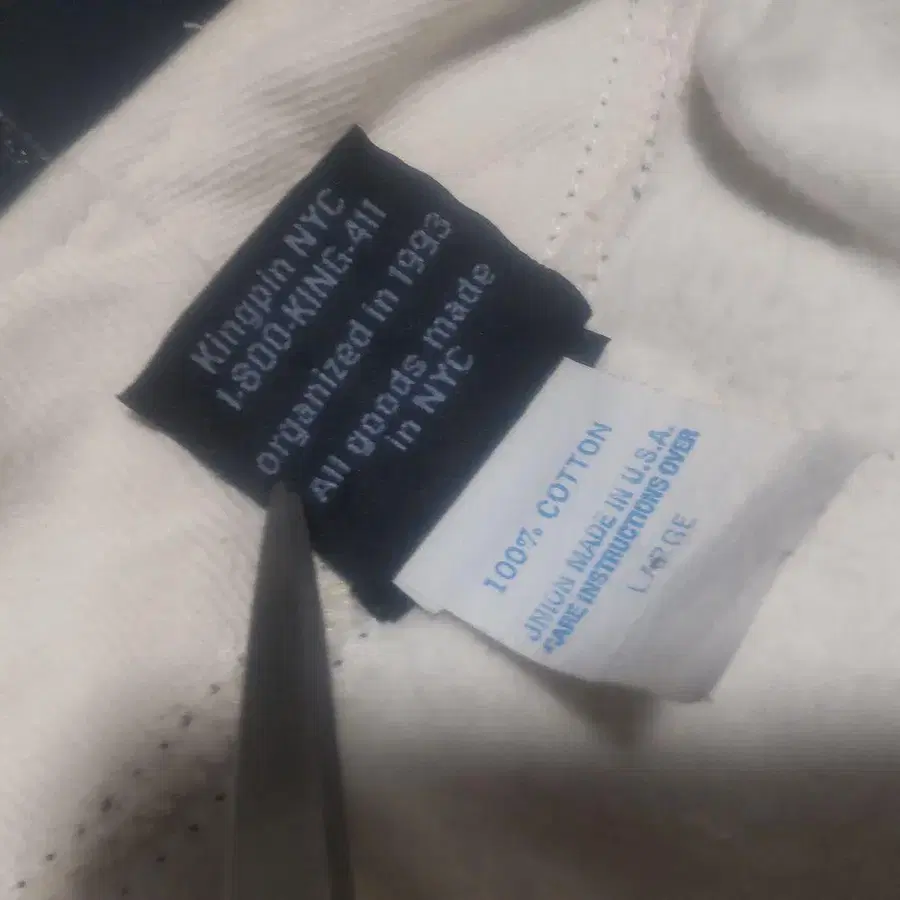 Kingpin NYC
1-800-KING-411
organized in 1993
All goods made
in NYC
100% COTTON
UNION MADE IN U.S.A.
CARE INSTRUCTIONS OVER
LARGE